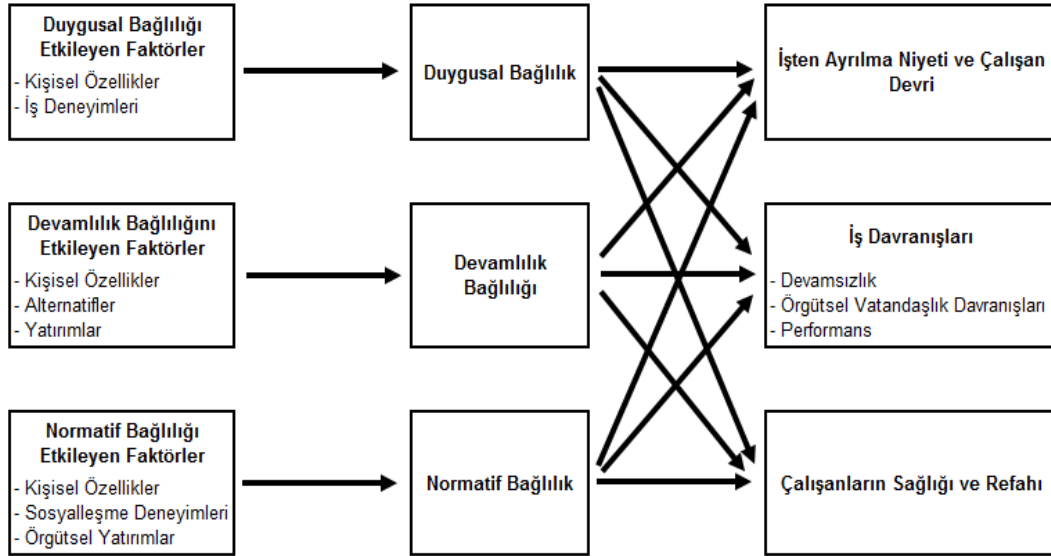 Duygusal Bağlılığı
Etkileyen Faktörler
- Kişisel Özellikler
- İş Deneyimleri
Duygusal Bağlılık
İşten Ayrılma Niyeti ve Çalışan
Devri
Devamlılık Bağlılığını
Etkileyen Faktörler
- Kişisel Özellikler
- Alternatifler
- Yatırımlar
Devamlılık
Bağlılığı
İş Davranışları
- Devamsızlık
- Örgütsel Vatandaşlık Davranışları
- Performans
Normatif Bağlılığı
Etkileyen Faktörler
- Kişisel Özellikler
- Sosyalleşme Deneyimleri
- Örgütsel Yatırımlar
Normatif Bağlılık
Çalışanların Sağlığı ve Refahı